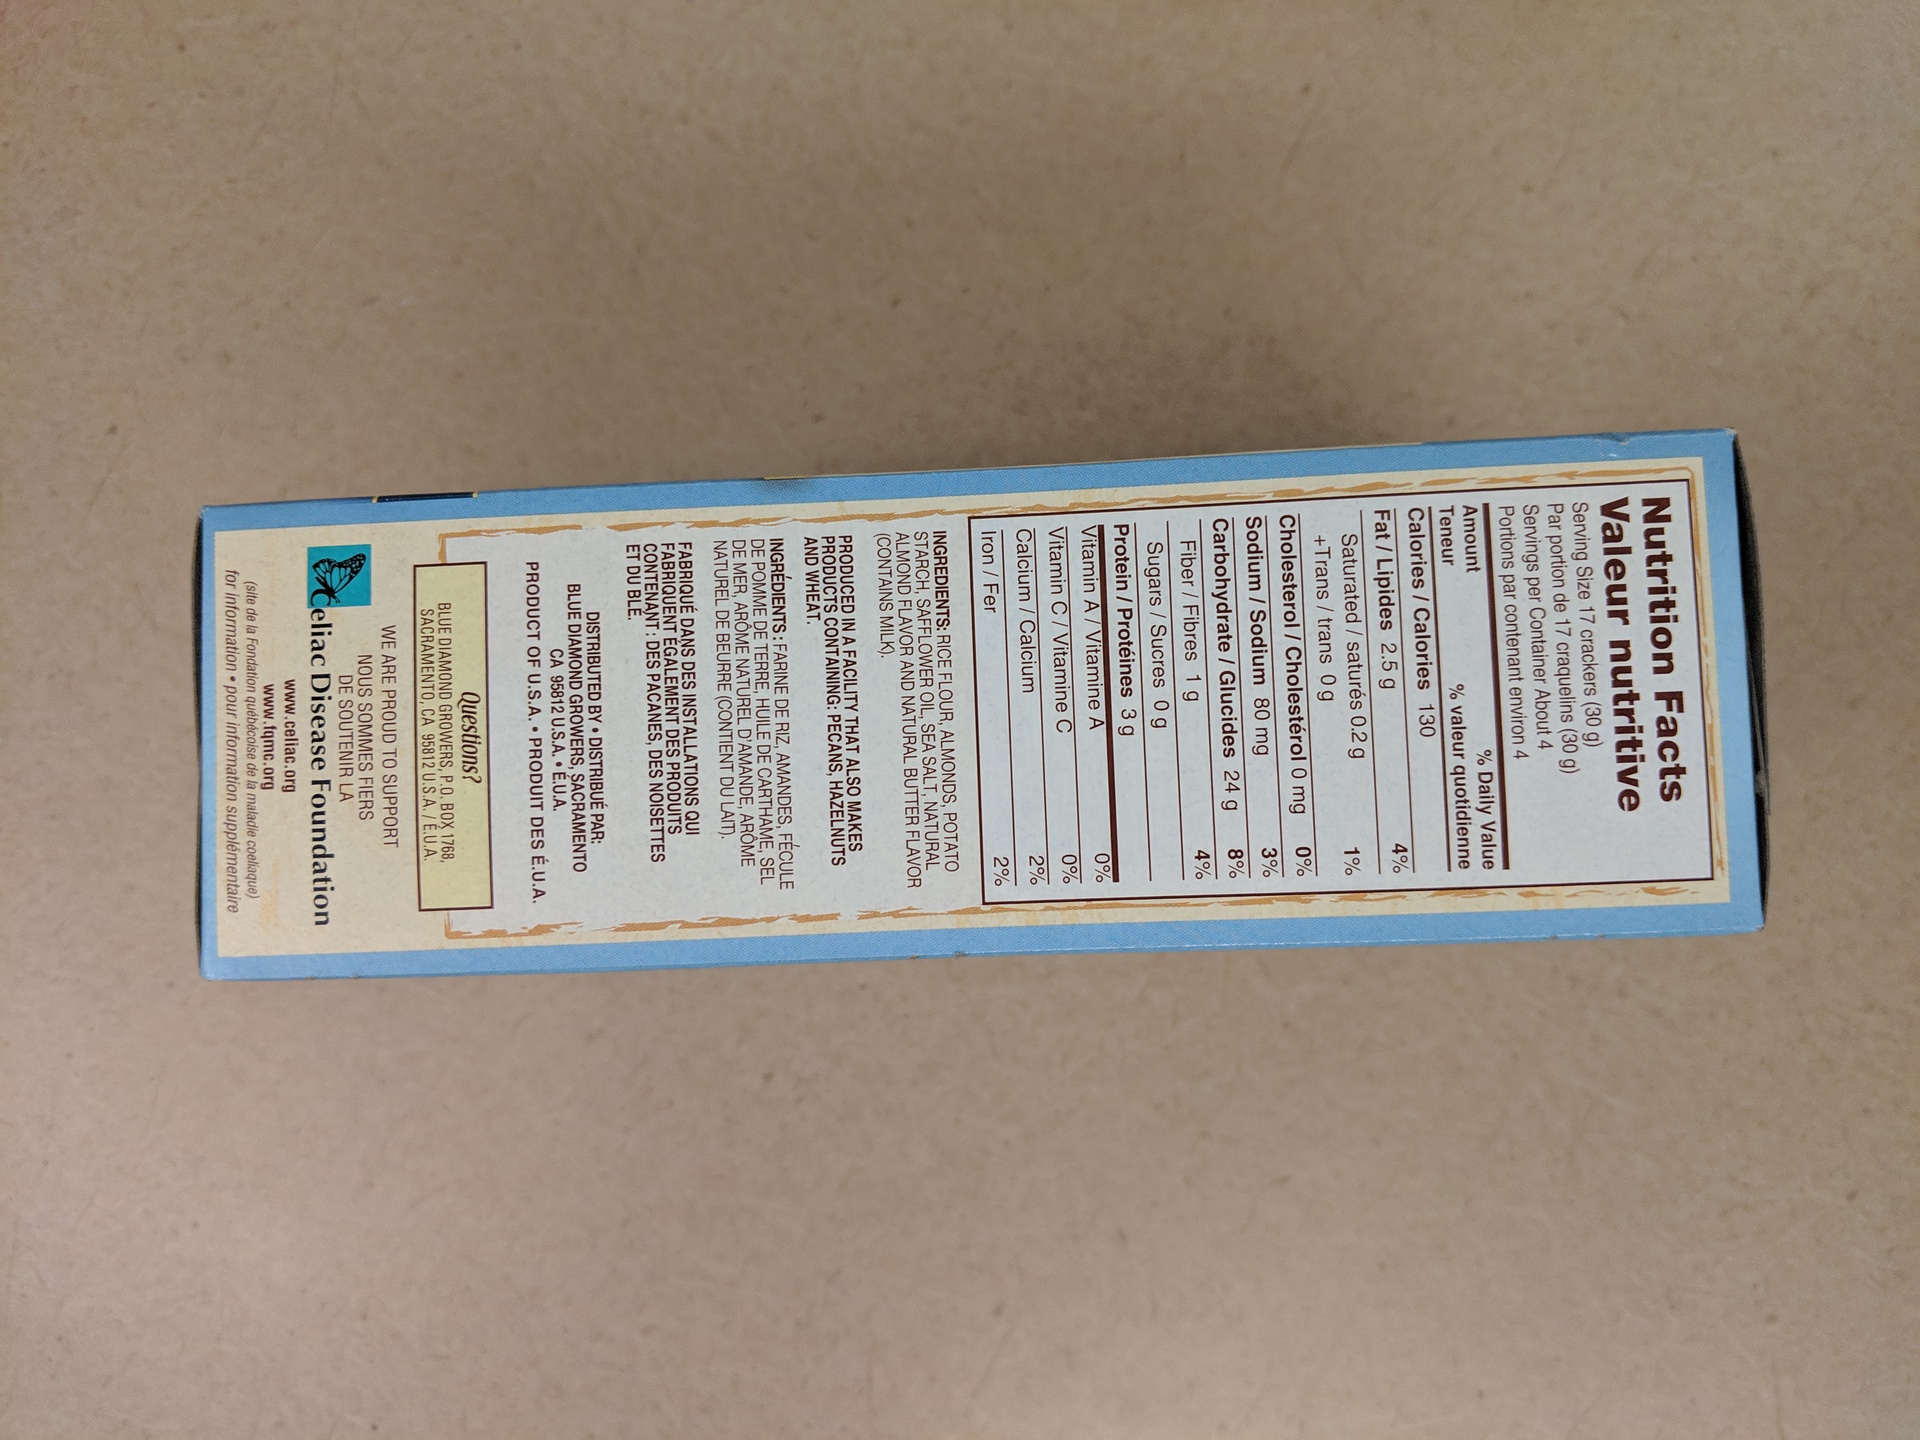 Nutrition Facts
Valeur nutritive
Serving Size 17 crackers (30 g)
Par portion de 17 craquelins (30 g)
Servings per Container About 4
Portions par contenant environ 4
Amount % Daily Value
Teneur % valeur quotidienne
Calories / Calories 130
Fat / Lipides 2.5 g 4%
Saturated / saturés 0.2 g
+Trans / trans 0 g 1%
Cholesterol / Cholestérol 0 mg 0%
Sodium / Sodium 80 mg 3%
Carbohydrate / Glucides 24 g 8%
Fiber / Fibres 1 g 4%
Sugars / Sucres 0 g
Protein / Protéines 3 g
Vitamin A / Vitamine A 0%
Vitamin C / Vitamine C 0%
Calcium / Calcium 2%
Iron / Fer 2%
INGREDIENTS: RICE FLOUR, ALMONDS, POTATO
STARCH, SAFFLOWER OIL, SEA SALT, NATURAL
ALMOND FLAVOR AND NATURAL BUTTER FLAVOR
(CONTAINS MILK).
PRODUCED IN A FACILITY THAT ALSO MAKES
PRODUCTS CONTAINING: PECANS, HAZELNUTS
AND WHEAT.
INGRÉDIENTS : FARINE DE RIZ, AMANDES, FÉCULE
DE POMME DE TERRE, HUILE DE CARTHAME, SEL
DE MER, ARÔME NATUREL D'AMANDE, ARÔME
NATUREL DE BEURRE (CONTIENT DU LAIT).
FABRIQUÉ DANS DES INSTALLATIONS QUI
FABRIQUENT ÉGALEMENT DES PRODUITS
CONTENANT : DES PACANES, DES NOISETTES
ET DU BLÉ.
DISTRIBUTED BY • DISTRIBUÉ PAR:
BLUE DIAMOND GROWERS, SACRAMENTO
CA 95812 U.S.A. • É.U.A.
PRODUCT OF U.S.A. • PRODUIT DES É.U.A.
Questions?
BLUE DIAMOND GROWERS, P.O. BOX 1768,
SACRAMENTO, CA 95812 U.S.A. / É.U.A.
WE ARE PROUD TO SUPPORT
NOUS SOMMES FIERS
DE SOUTENIR LA
Celiac Disease Foundation
www.celiac.org
www.fqmc.org
(site de la Fondation québécoise de la maladie coeliaque)
for information • pour information supplémentaire